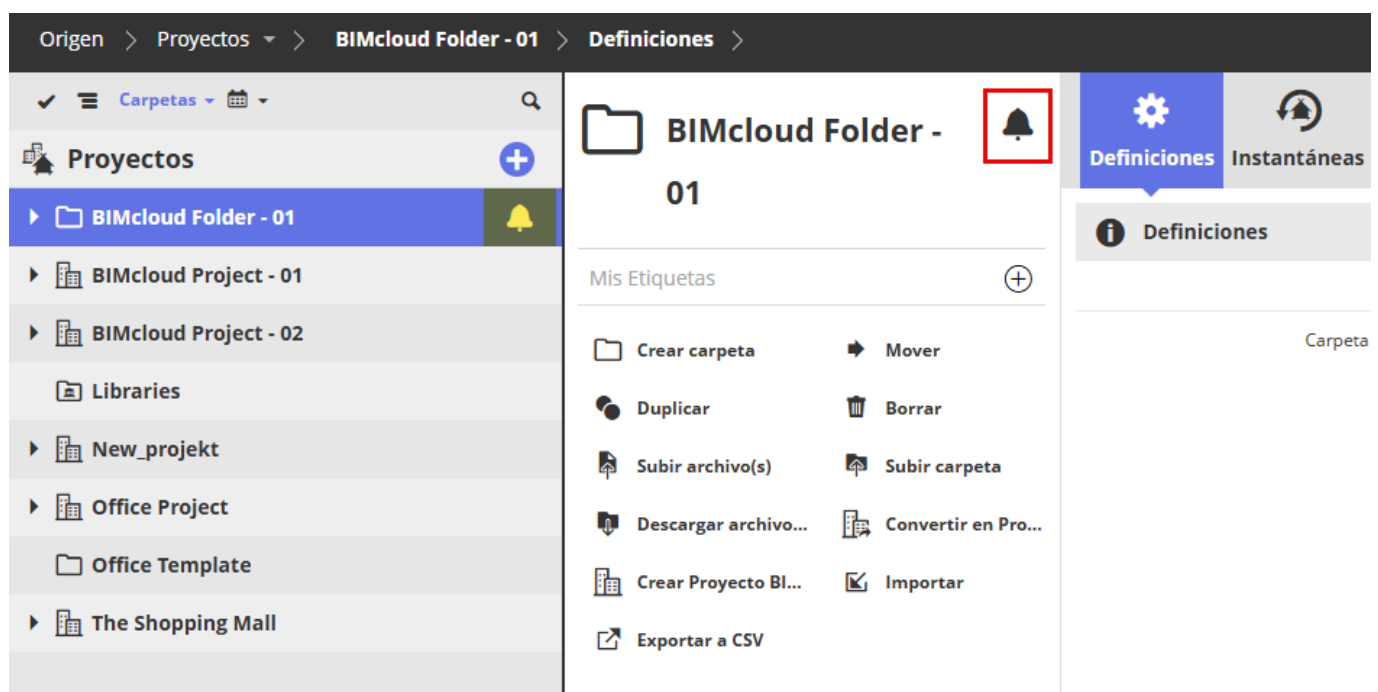 Origen > Proyectos > BIMcloud Folder - 01 > Definiciones >
Carpetas
Proyectos
BIMcloud Folder - 01
BIMcloud Project - 01
BIMcloud Project - 02
Libraries
New_projekt
Office Project
Office Template
The Shopping Mall
BIMcloud Folder -
01
Mis Etiquetas
Crear carpeta Mover
Duplicar Borrar
Subir archivo(s) Subir carpeta
Descargar archivo... Convertir en Pro...
Crear Proyecto BI... Importar
Exportar a CSV
Definiciones Instantáneas
Definiciones
Carpeta